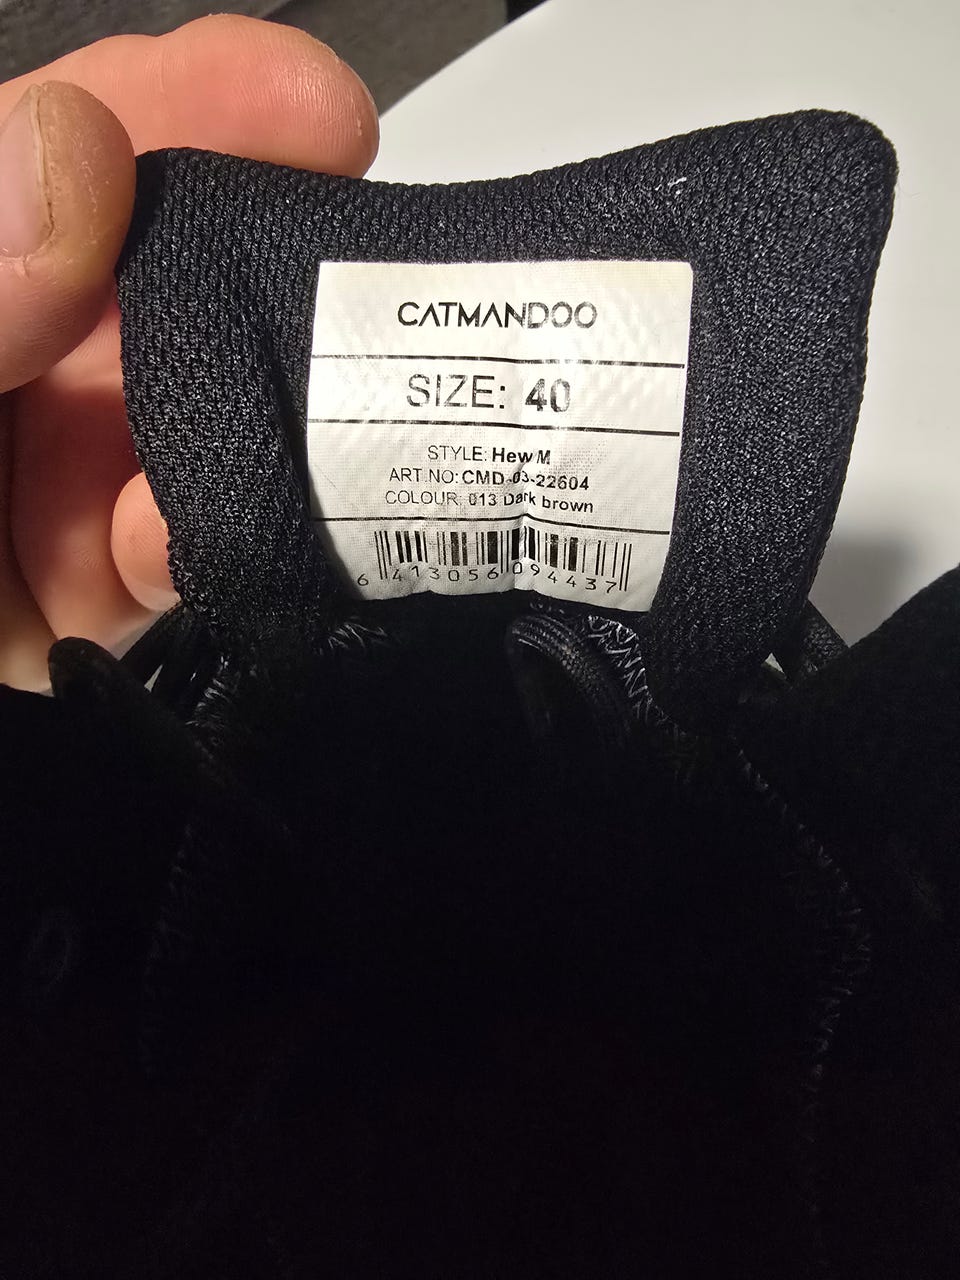 CATMANDOO
SIZE: 40
STYLE: Hew M
ART.NO: CMD-03-22604
COLOUR: 013 Dark brown
6 413056 094437